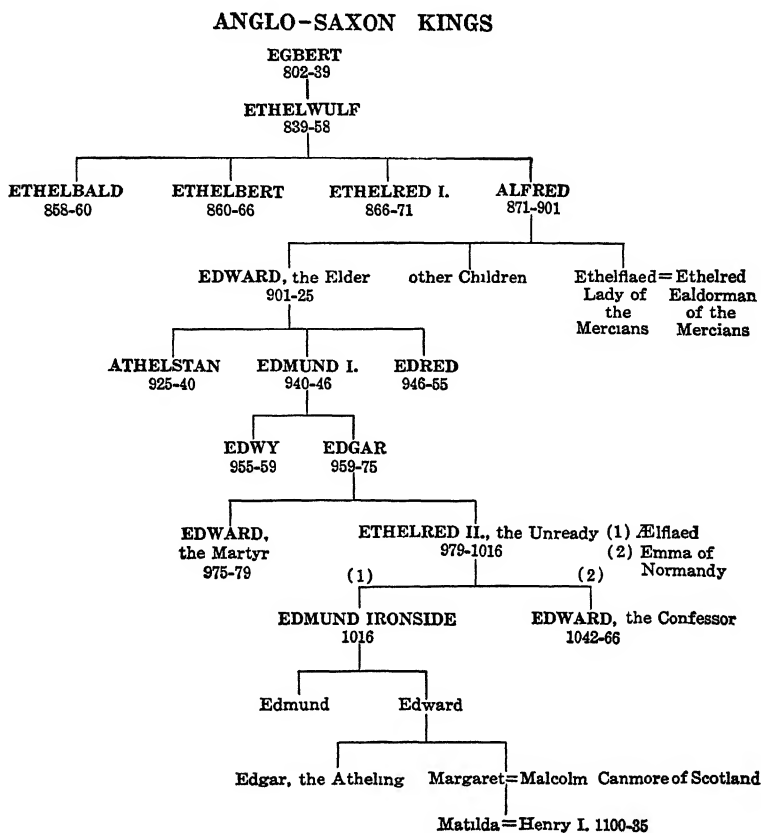 ANGLO-SAXON KINGS
EGBERT
802-39
ETHELWULF
839-58
ETHELBALD ETHELBERT ETHELRED I. ALFRED
858-60 860-66 866-71 871-901
EDWARD, the Elder other Children Ethelflaed=Ethelred
901-25 Lady of Ealdorman
the of the
Mercians Mercians
ATHELSTAN EDMUND I. EDRED
925-40 940-46 946-55
EDWY EDGAR
955-59 959-75
EDWARD, ETHELRED II., the Unready (1) Ælflaed
the Martyr 979-1016 (2) Emma of
975-79 Normandy
(1) (2)
EDMUND IRONSIDE EDWARD, the Confessor
1016 1042-66
Edmund Edward
Edgar, the Atheling Margaret=Malcolm Canmore of Scotland
Matilda=Henry I. 1100-35